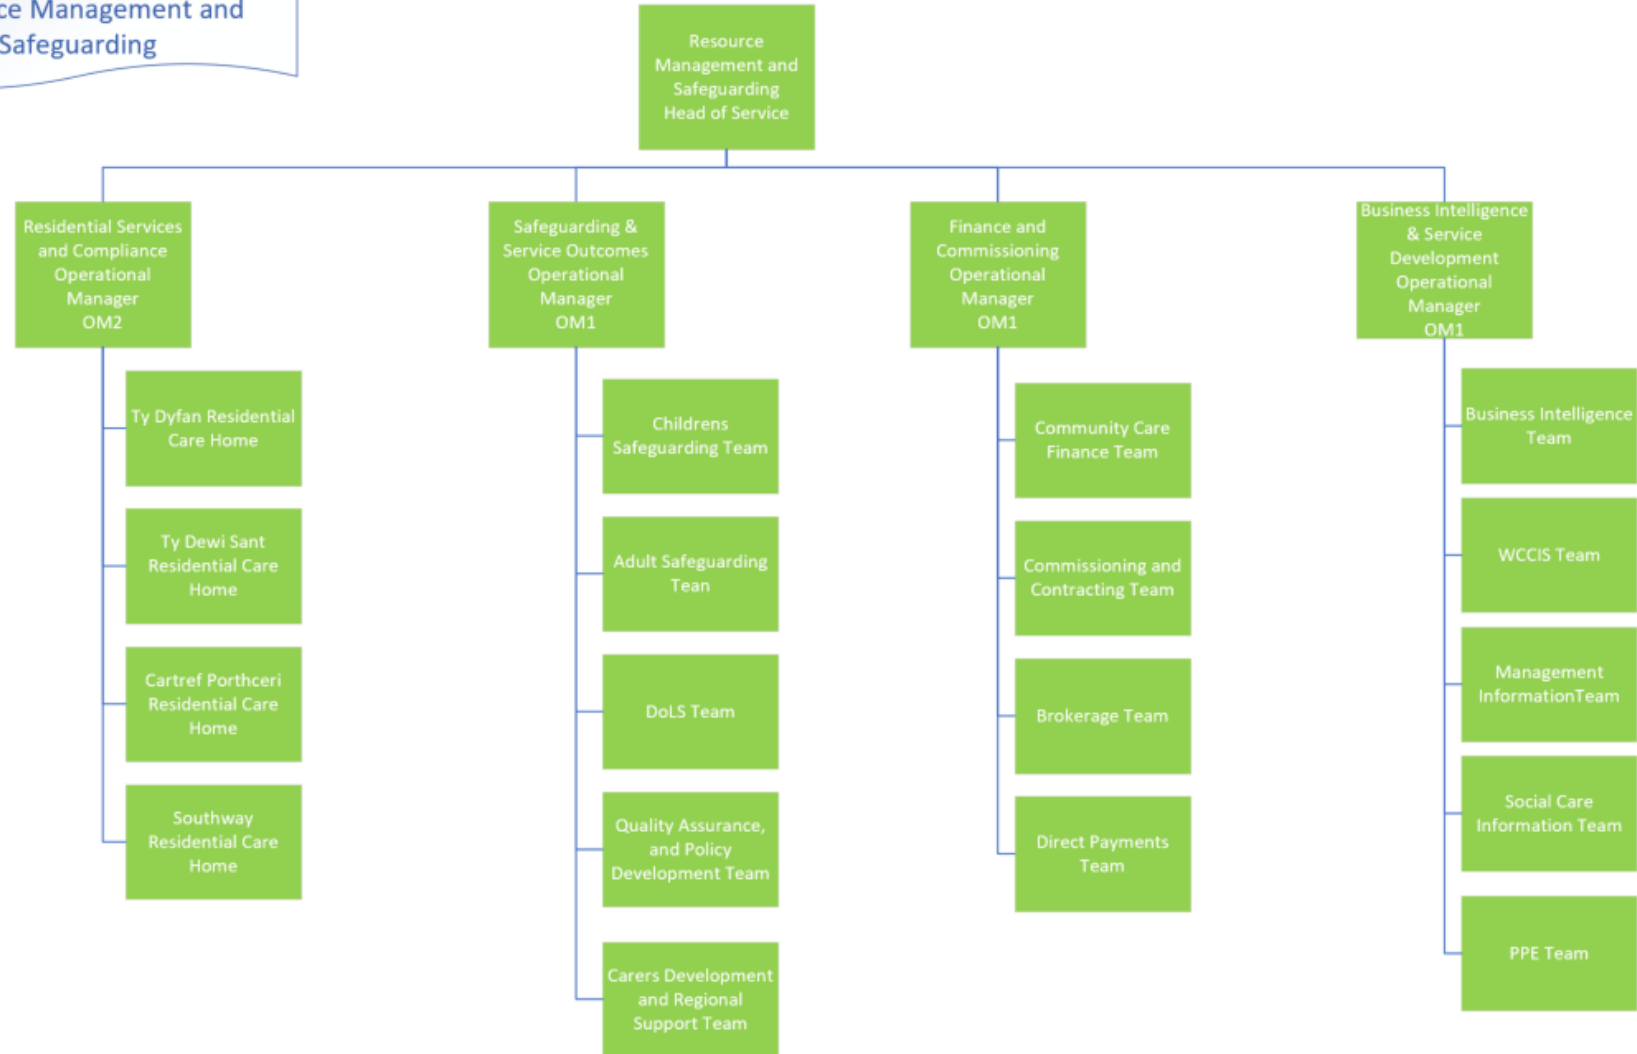 ce Management and
Safeguarding
Resource
Management and
Safeguarding
Head of Service
Residential Services
and Compliance
Operational
Manager
OM2
Safeguarding &
Service Outcomes
Operational
Manager
OM1
Finance and
Commissioning
Operational
Manager
OM1
Business Intelligence
& Service
Development
Operational
Manager
OM1
Ty Dyfan Residential
Care Home
Ty Dewi Sant
Residential Care
Home
Cartref Porthceri
Residential Care
Home
Southway
Residential Care
Home
Childrens
Safeguarding Team
Adult Safeguarding
Tean
DoLS Team
Quality Assurance,
and Policy
Development Team
Carers Development
and Regional
Support Team
Community Care
Finance Team
Commissioning and
Contracting Team
Brokerage Team
Direct Payments
Team
Business Intelligence
Team
WCCIS Team
Management
InformationTeam
Social Care
Information Team
PPE Team